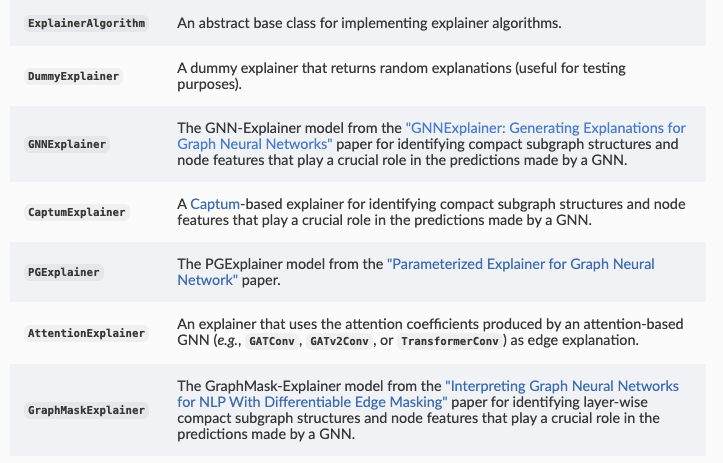 ExplainerAlgorithm
An abstract base class for implementing explainer algorithms.
DummyExplainer
A dummy explainer that returns random explanations (useful for testing
purposes).
GNNExplainer
The GNN-Explainer model from the "GNNExplainer: Generating Explanations for
Graph Neural Networks" paper for identifying compact subgraph structures and
node features that play a crucial role in the predictions made by a GNN.
CaptumExplainer
A Captum-based explainer for identifying compact subgraph structures and node
features that play a crucial role in the predictions made by a GNN.
PGExplainer
The PGExplainer model from the "Parameterized Explainer for Graph Neural
Network" paper.
AttentionExplainer
An explainer that uses the attention coefficients produced by an attention-based
GNN (e.g., GATConv , GATv2Conv , or TransformerConv ) as edge explanation.
GraphMaskExplainer
The GraphMask-Explainer model from the "Interpreting Graph Neural Networks
for NLP With Differentiable Edge Masking" paper for identifying layer-wise
compact subgraph structures and node features that play a crucial role in the
predictions made by a GNN.